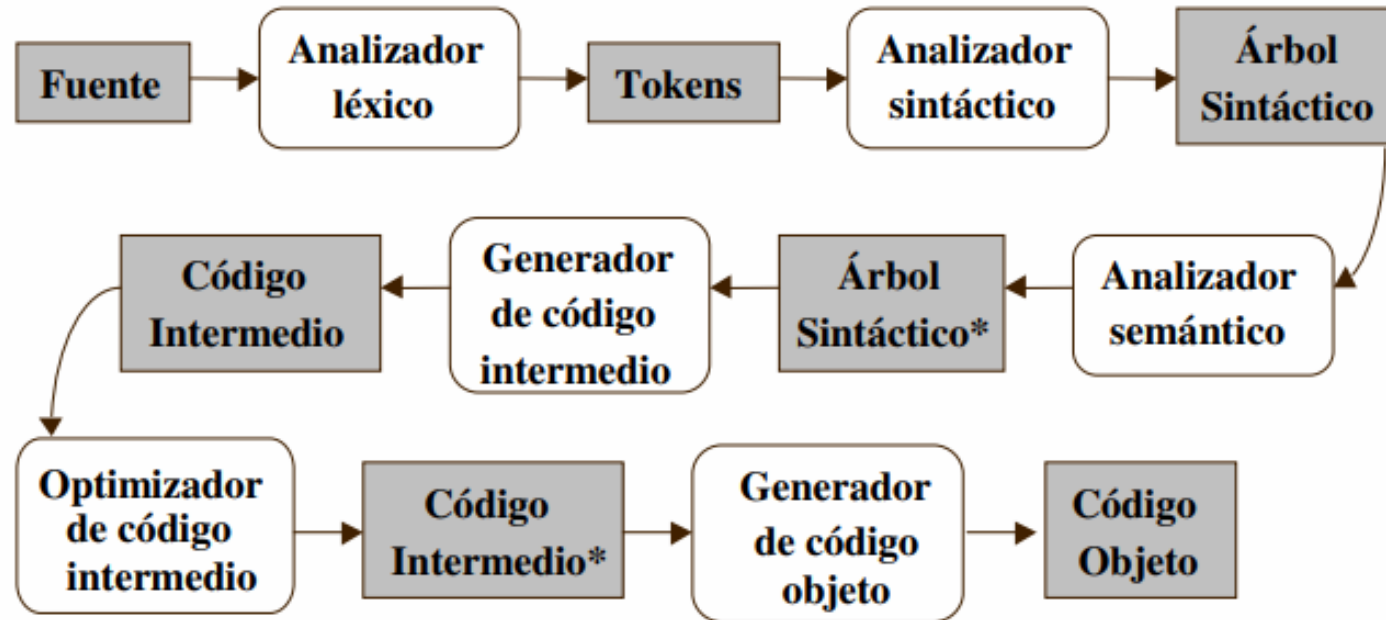 Fuente
Analizador
léxico
Tokens
Analizador
sintáctico
Árbol
Sintáctico
Código
Intermedio
Generador
de código
intermedio
Árbol
Sintáctico*
Analizador
semántico
Optimizador
de código
intermedio
Código
Intermedio*
Generador
de código
objeto
Código
Objeto